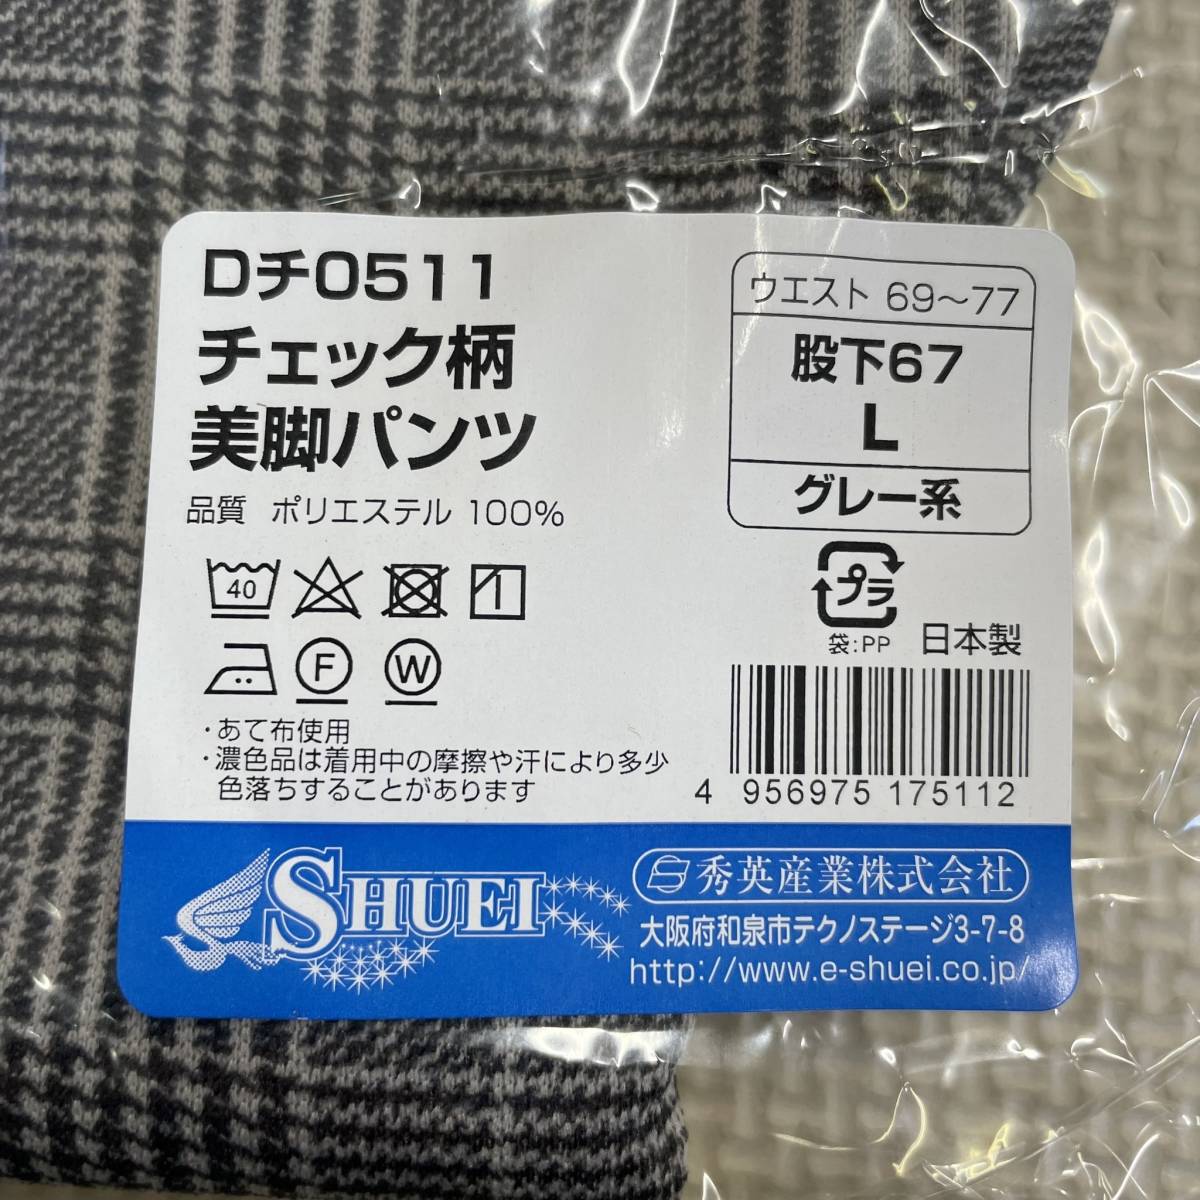 Dチ0511
チェック柄
美脚パンツ
品質 ポリエステル 100%
ウエスト 69〜77
股下67
L
グレー系
40
F
W
プラ
袋:PP 日本製
・あて布使用
・濃色品は着用中の摩擦や汗により多少
色落ちすることがあります
4 956975 175112
SHUEI
秀英産業株式会社
大阪府和泉市テクノステージ3-7-8
http://www.e-shuei.co.jp/